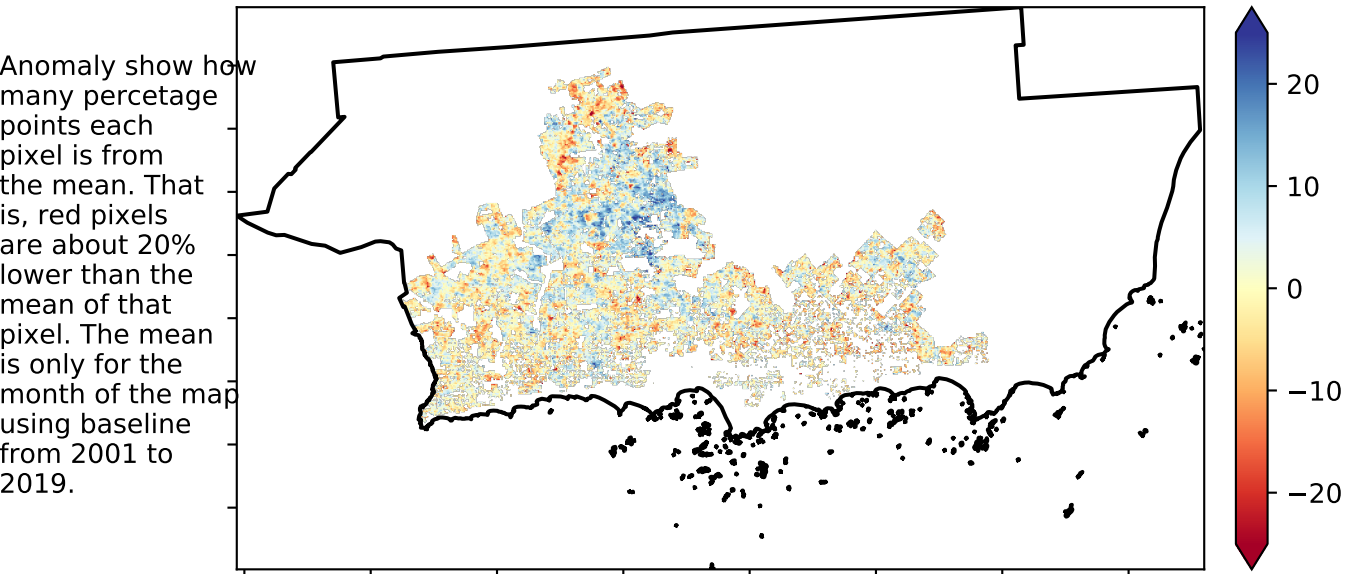 Anomaly show how
many percetage
points each
pixel is from
the mean. That
is, red pixels
are about 20%
lower than the
mean of that
pixel. The mean
is only for the
month of the map
using baseline
from 2001 to
2019.
20
10
0
−10
−20